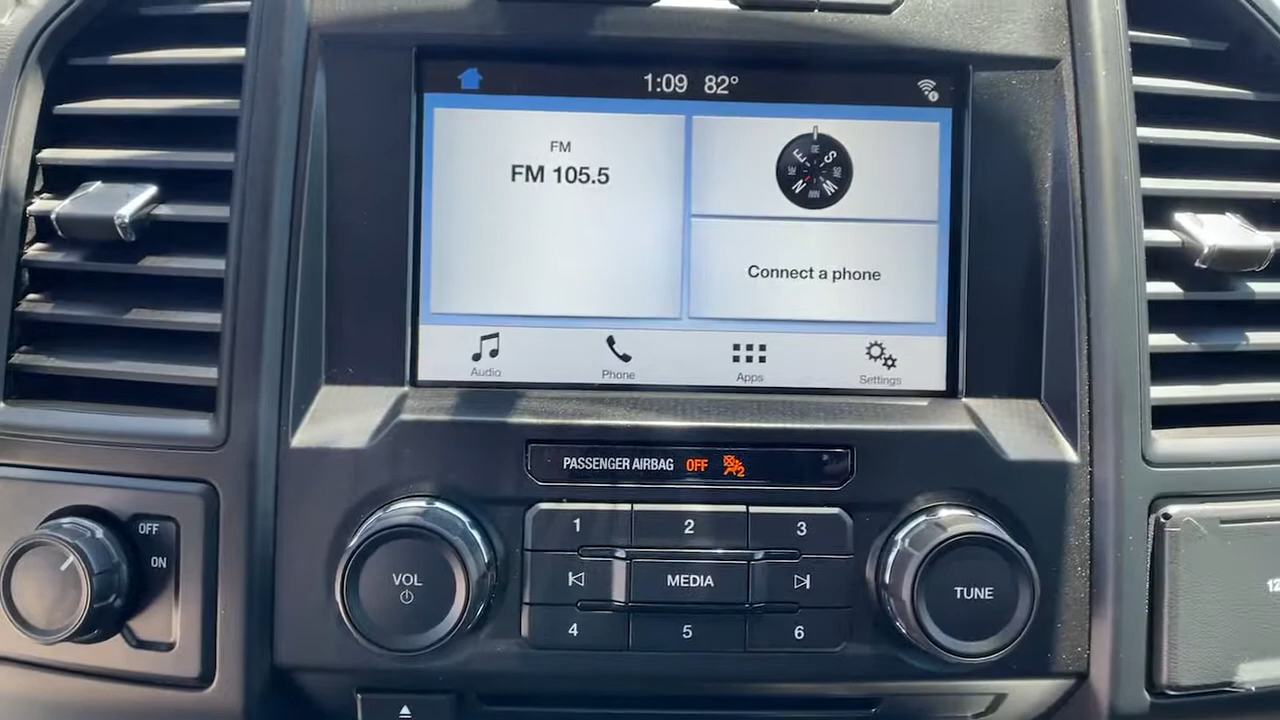 1:09 82°
FM
FM 105.5
Connect a phone
Audio
Phone
Apps
Settings
PASSENGER AIRBAG OFF 2
OFF
ON
1
2
3
VOL
MEDIA
TUNE
4
5
6